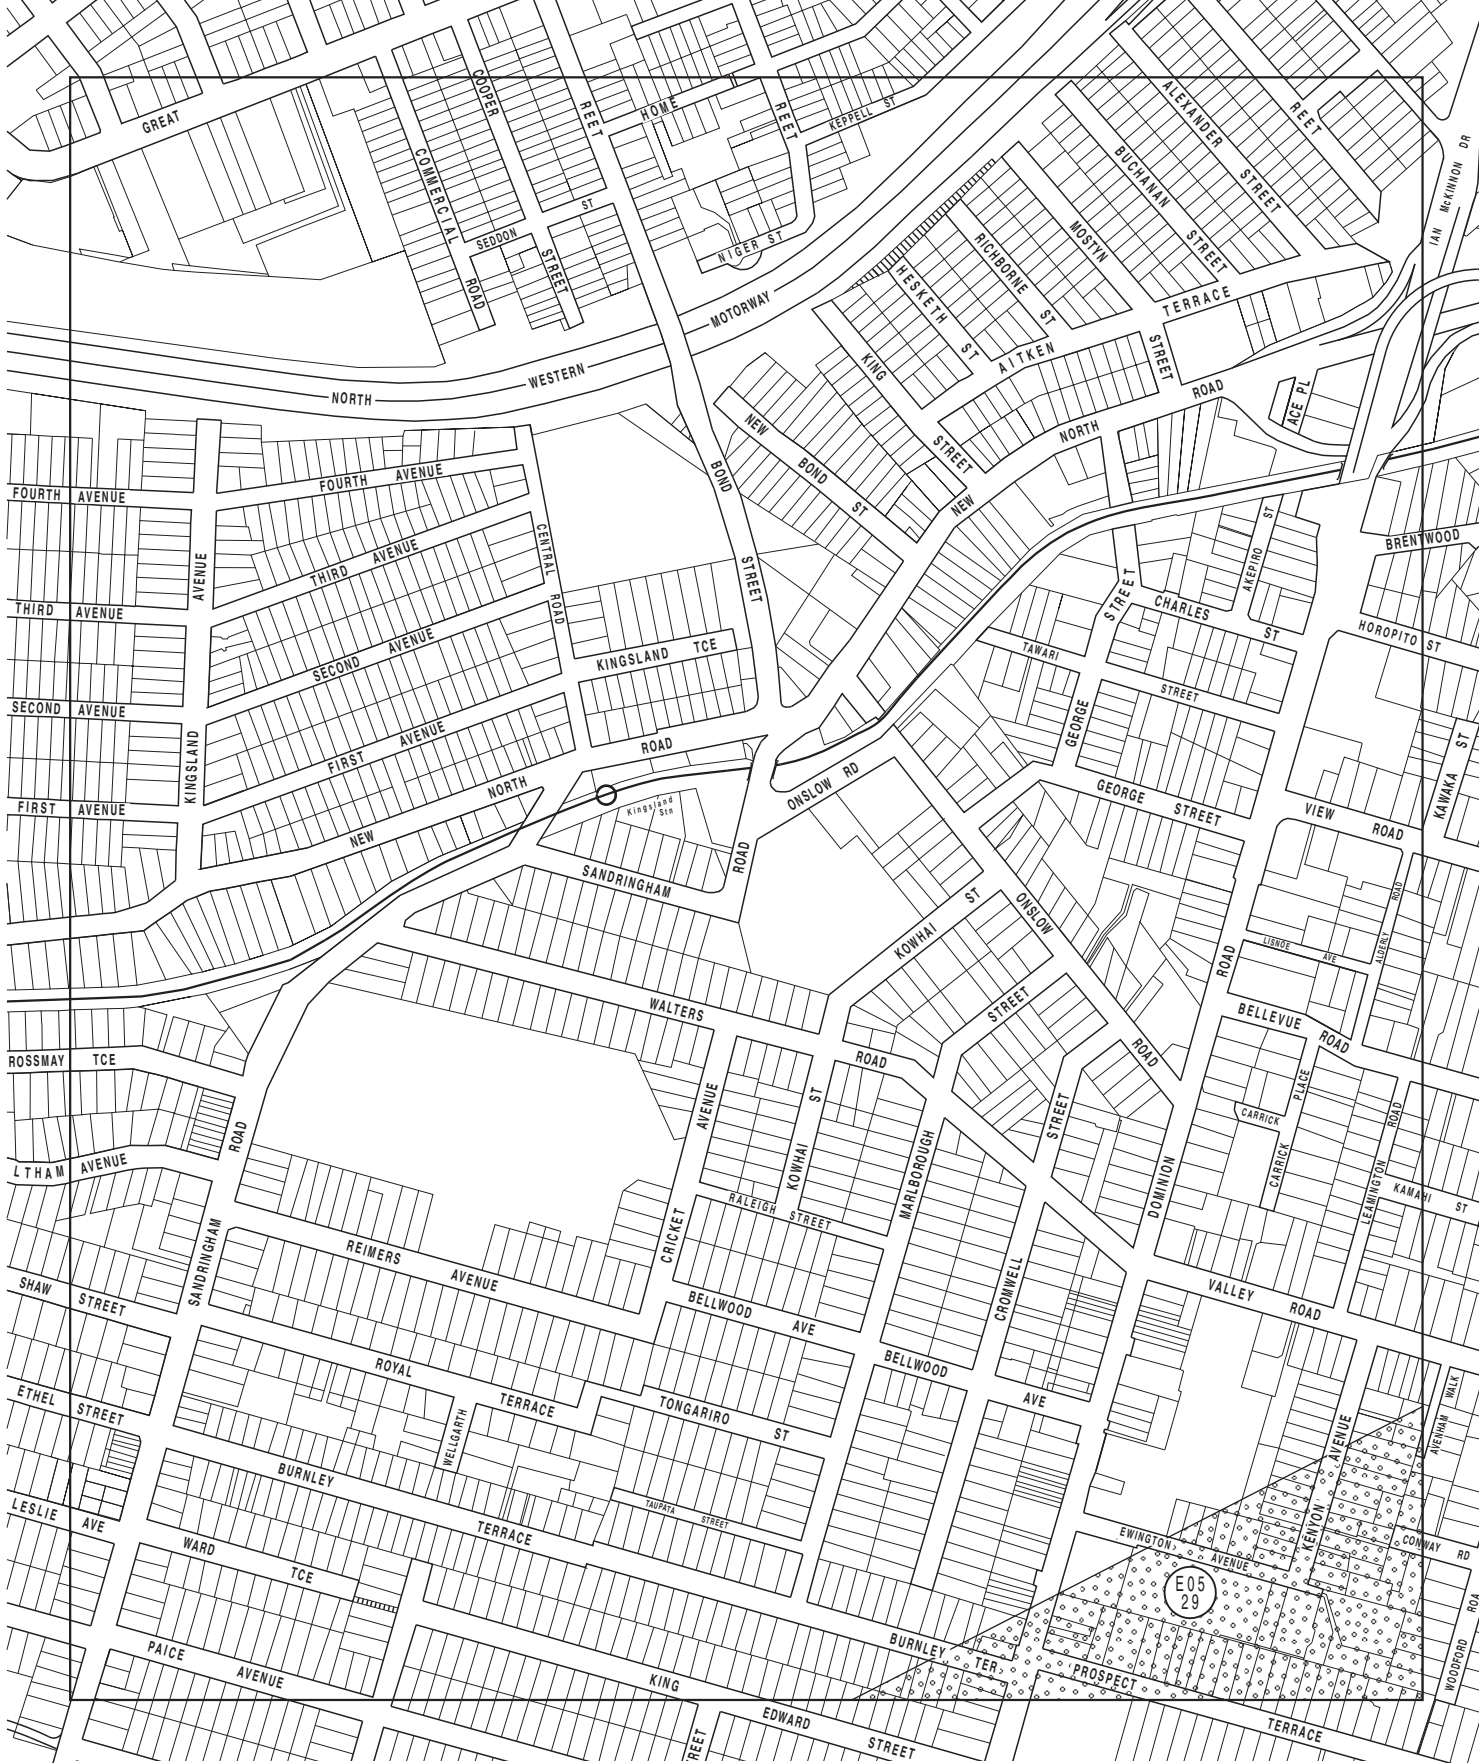 GREAT
COOPER
REET
HOME
REET
KEPPELL ST
ALEXANDER
STREET
REET
IAN McKINNON DR
COMMERCIAL
ROAD
SEDDON
ST
STREET
NIGER ST
BUCHANAN
STREET
MOSTYN
STREET
RICHBORNE
ST
HESKETH
ST
TERRACE
AITKEN
MOTORWAY
WESTERN
NORTH
KING
STREET
ACE PL
ROAD
NORTH
NEW
NEW
BOND
ST
BOND
STREET
FOURTH AVENUE
FOURTH AVENUE
THIRD AVENUE
THIRD AVENUE
SECOND AVENUE
SECOND AVENUE
FIRST AVENUE
FIRST AVENUE
KINGSLAND
AVENUE
CENTRAL
ROAD
KINGSLAND TCE
ROAD
NORTH
NEW
Kingsland
Stn
AKEPIRO ST
BRENTWOOD
CHARLES
ST
HOROPITO ST
TAWARI
STREET
GEORGE
STREET
GEORGE STREET
VIEW ROAD
KAWAKA ST
ONSLOW RD
SANDRINGHAM
ROAD
KOWHAI ST
ONSLOW
ROAD
LISNOE
AVE
ALDERLY
ROAD
BELLEVUE
ROAD
WALTERS
ROAD
STREET
ROSSMAY TCE
LTHAM AVENUE
SANDRINGHAM
ROAD
CRICKET
AVENUE
KOWHAI
ST
RALEIGH STREET
MARLBOROUGH
STREET
CROMWELL
DOMINION
ROAD
CARRICK
CARRICK
PLACE
LEAMINGTON
ROAD
KAMAHI
ST
REIMERS
AVENUE
SHAW
STREET
BELLWOOD
AVE
VALLEY
ROAD
ROYAL
TERRACE
BELLWOOD
AVE
ETHEL STREET
TONGARIRO
ST
WELLGARTH
AVENHAM WALK
KENYON
AVENUE
BURNLEY
TERRACE
TAUPATA
STREET
LESLIE AVE
WARD
TCE
EWINGTON
AVENUE
CONWAY RD
E05
29
PAICE
AVENUE
BURNLEY
TER
PROSPECT
TERRACE
KING
EDWARD
STREET
REET
WOODFORD
ROA